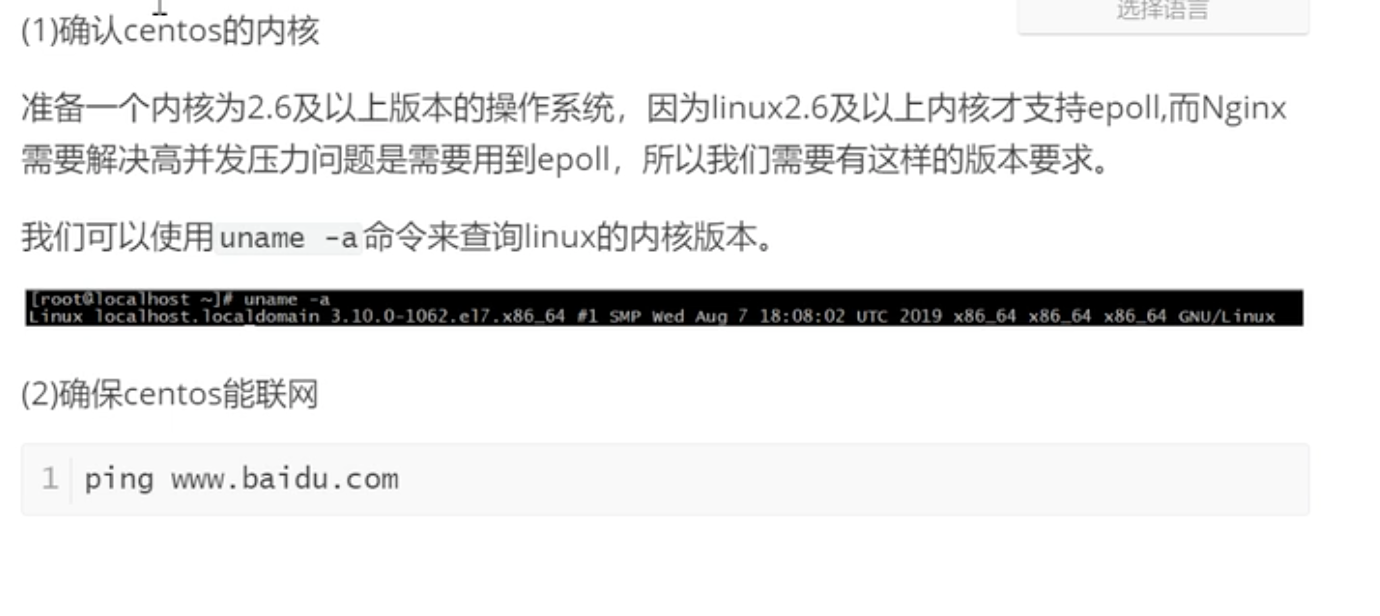 选择语言
(1)确认centos的内核
准备一个内核为2.6及以上版本的操作系统，因为linux2.6及以上内核才支持epoll,而Nginx
需要解决高并发压力问题是需要用到epoll，所以我们需要有这样的版本要求。
我们可以使用uname -a命令来查询linux的内核版本。
[root@localhost ~]# uname -a
Linux localhost.localdomain 3.10.0-1062.el7.x86_64 #1 SMP Wed Aug 7 18:08:02 UTC 2019 x86_64 x86_64 x86_64 GNU/Linux
(2)确保centos能联网
1 ping www.baidu.com